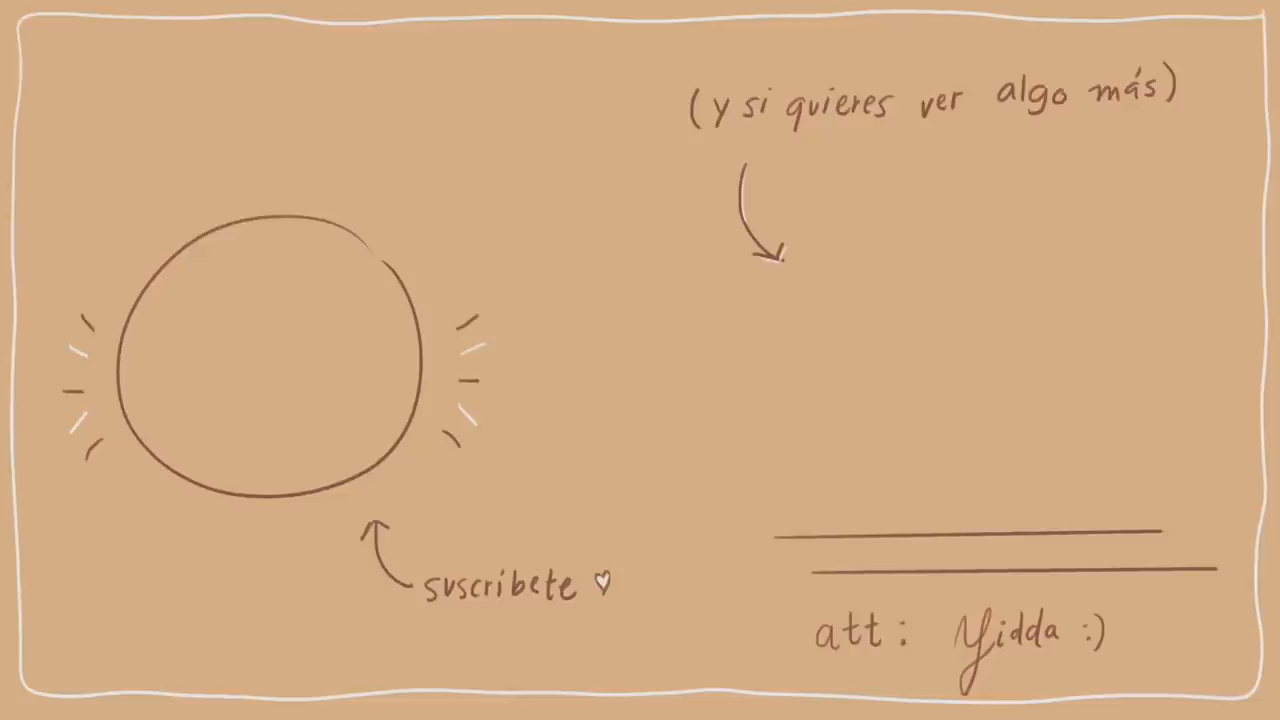 (y si quieres ver algo más)
suscribete ♡
att: Yidda :)